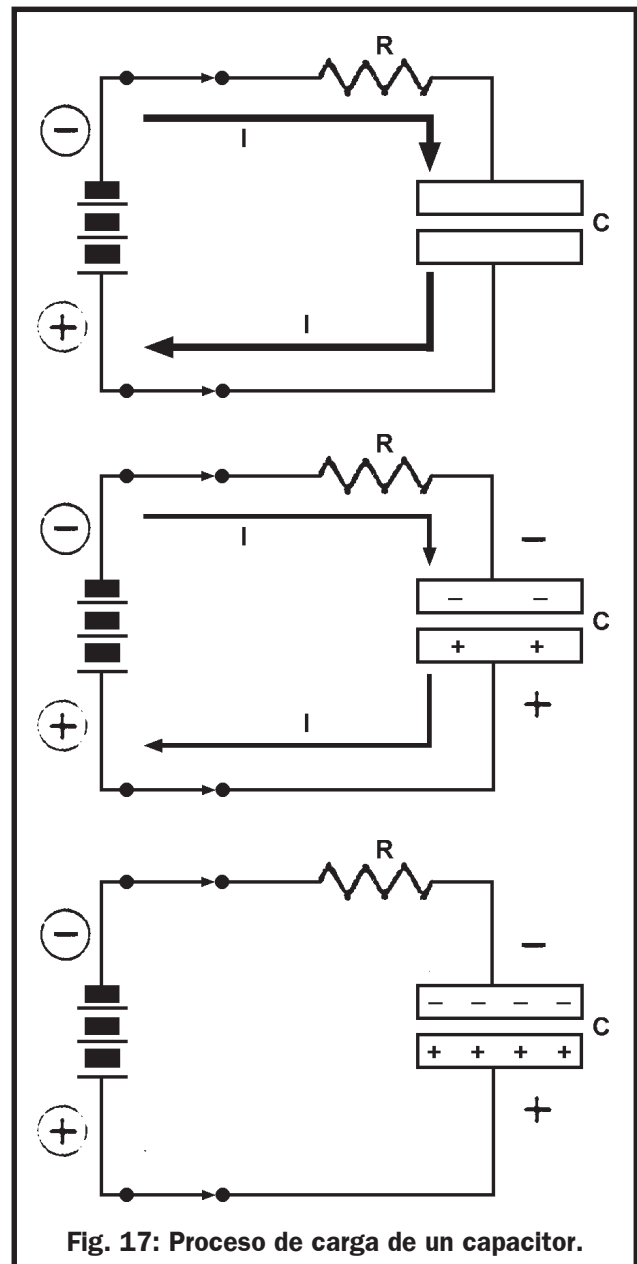 R
−
I
C
+
I
R
−
I
−
− −
C
+ +
+
I
+
R
−
−
− − − −
C
+ + + +
+
+
Fig. 17: Proceso de carga de un capacitor.